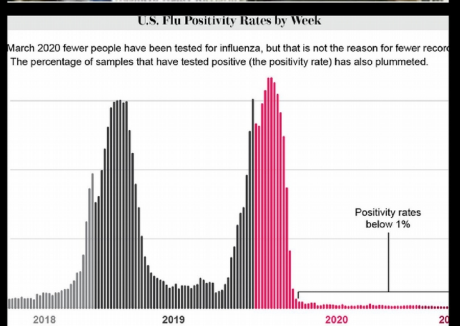 U.S. Flu Positivity Rates by Week
March 2020 fewer people have been tested for influenza, but that is not the reason for fewer recor
The percentage of samples that have tested positive (the positivity rate) has also plummeted.
Positivity rates
below 1%
2018 2019 2020 20